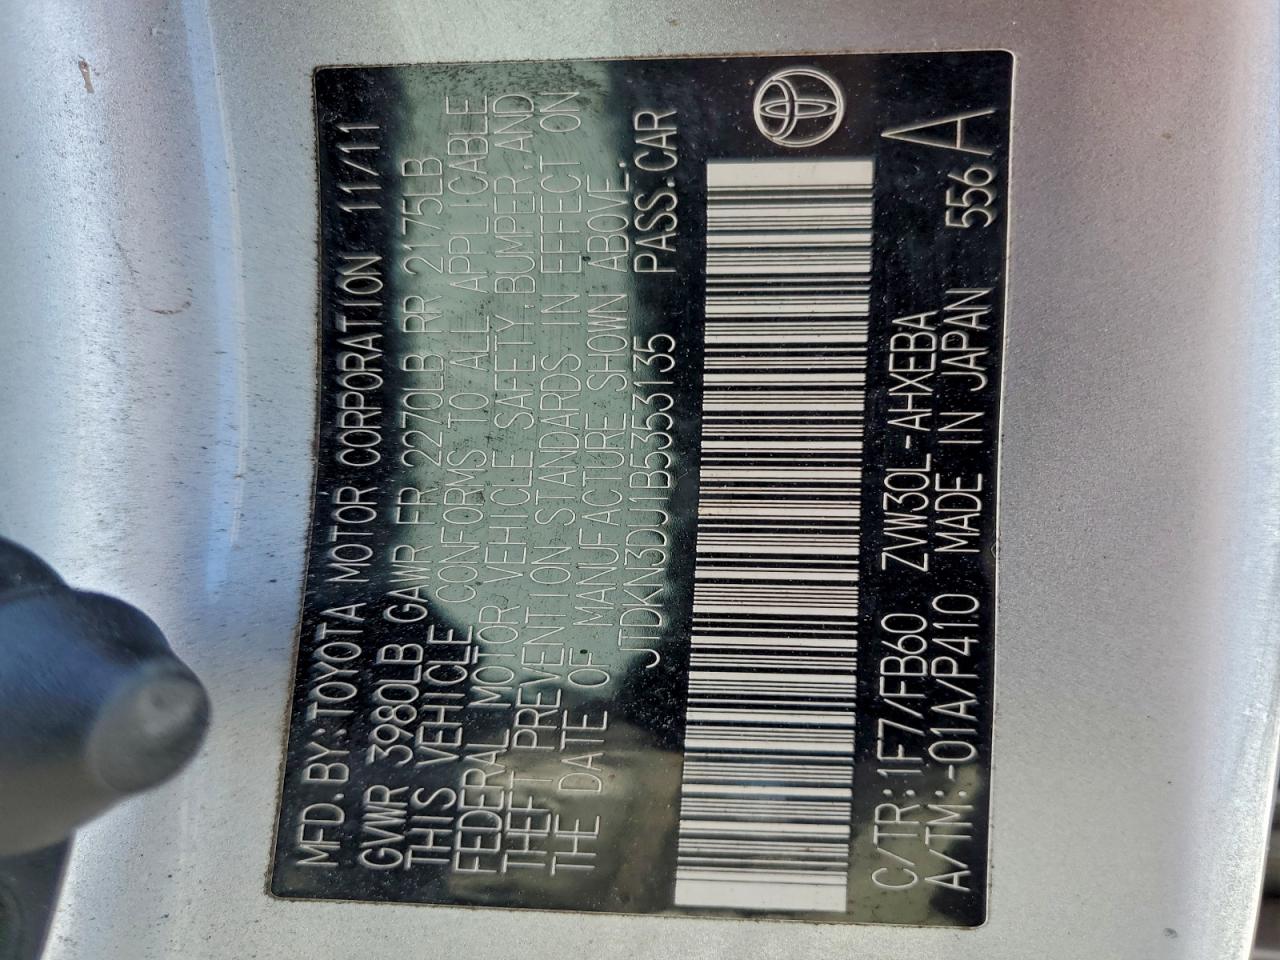 MFD.BY:TOYOTA MOTOR CORPORATION 11/11
GVWR 3980LB GAWR FR 2270LB RR 2175LB
THIS VEHICLE CONFORMS TO ALL APPLICABLE
FEDERAL MOTOR VEHICLE SAFETY,BUMPER,AND
THEFT PREVENTION STANDARDS IN EFFECT ON
THE DATE OF MANUFACTURE SHOWN ABOVE.
JTDKN3DU1B5353135 PASS.CAR
C/TR:1F7/FB60 ZVW30L-AHXEBA
A/TM:-01A/P410 MADE IN JAPAN 556 A